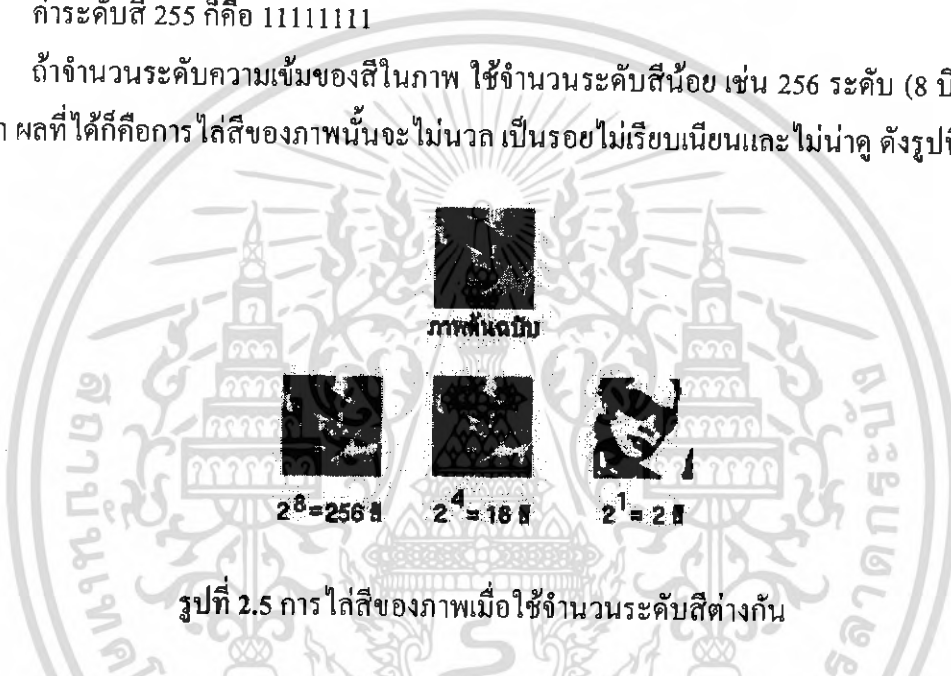 ค่าระดับสี 255 ก็คือ 11111111
ถ้าจำนวนระดับความเข้มของสีในภาพ ใช้จำนวนระดับสีน้อย เช่น 256 ระดับ (8 บิ
ผลที่ได้ก็คือการไล่สีของภาพนั้นจะไม่นวล เป็นรอยไม่เรียบเนียนและไม่น่าดู ดังรูปที่
ภาพต้นฉบับ
2^8=256 สี 2^4=16 สี 2^1=2 สี
รูปที่ 2.5 การไล่สีของภาพเมื่อใช้จำนวนระดับสีต่างกัน